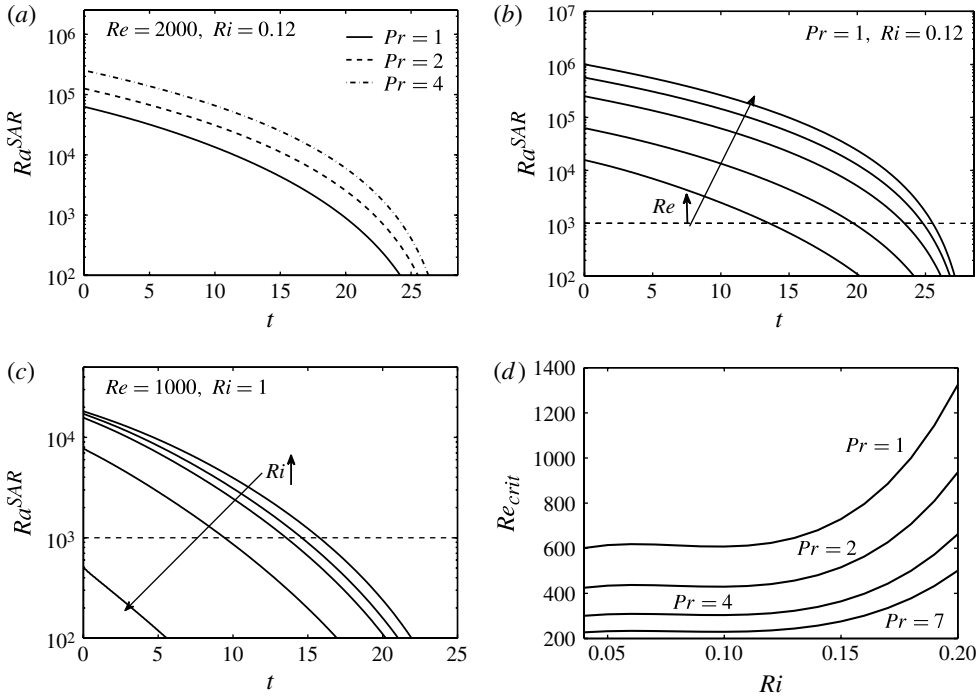 (a)
Re = 2000, Ri = 0.12
Pr = 1
Pr = 2
Pr = 4
10^6
10^5
10^4
10^3
10^2
Ra^SAR
0 5 10 15 20 25
t
(b)
Pr = 1, Ri = 0.12
10^7
10^6
10^5
10^4
10^3
10^2
Ra^SAR
Re
0 5 10 15 20 25
t
(c)
Re = 1000, Ri = 1
10^4
10^3
10^2
Ra^SAR
Ri
0 5 10 15 20 25
t
(d)
1400
1200
1000
800
600
400
200
Re_crit
Pr = 1
Pr = 2
Pr = 4
Pr = 7
0.05 0.10 0.15 0.20
Ri